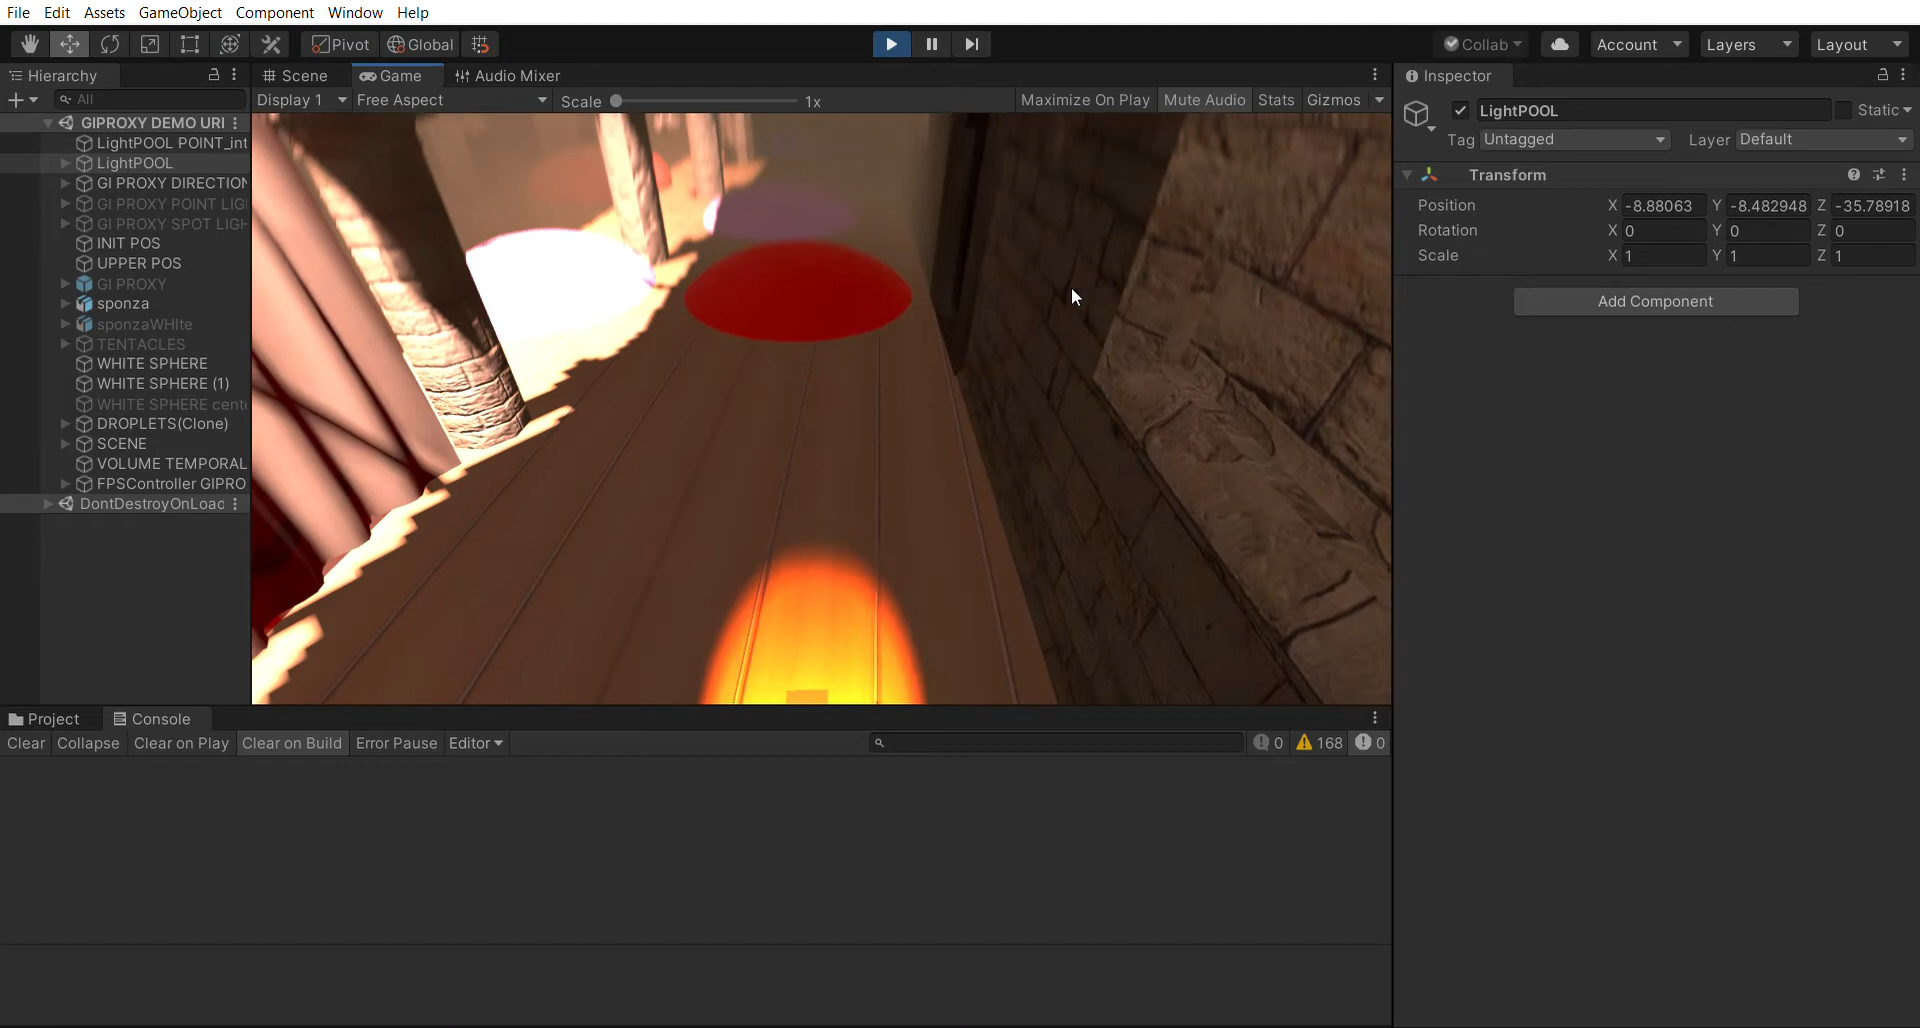 File Edit Assets GameObject Component Window Help
Pivot Global Collab Account Layers Layout
Hierarchy
All
GIPROXY DEMO URI
LightPOOL POINT_int
LightPOOL
GI PROXY DIRECTION
GI PROXY POINT LIG
GI PROXY SPOT LIGH
INIT POS
UPPER POS
GI PROXY
sponza
sponzaWHIte
TENTACLES
WHITE SPHERE
WHITE SPHERE (1)
WHITE SPHERE cent
DROPLETS(Clone)
SCENE
VOLUME TEMPORAL
FPSController GIPRO
DontDestroyOnLoad
Scene Game Audio Mixer
Display 1 Free Aspect Scale 1x Maximize On Play Mute Audio Stats Gizmos
Inspector
LightPOOL Static
Tag Untagged Layer Default
Transform
Position X -8.88063 Y -8.482948 Z -35.78918
Rotation X 0 Y 0 Z 0
Scale X 1 Y 1 Z 1
Add Component
Project Console
Clear Collapse Clear on Play Clear on Build Error Pause Editor 0 168 0